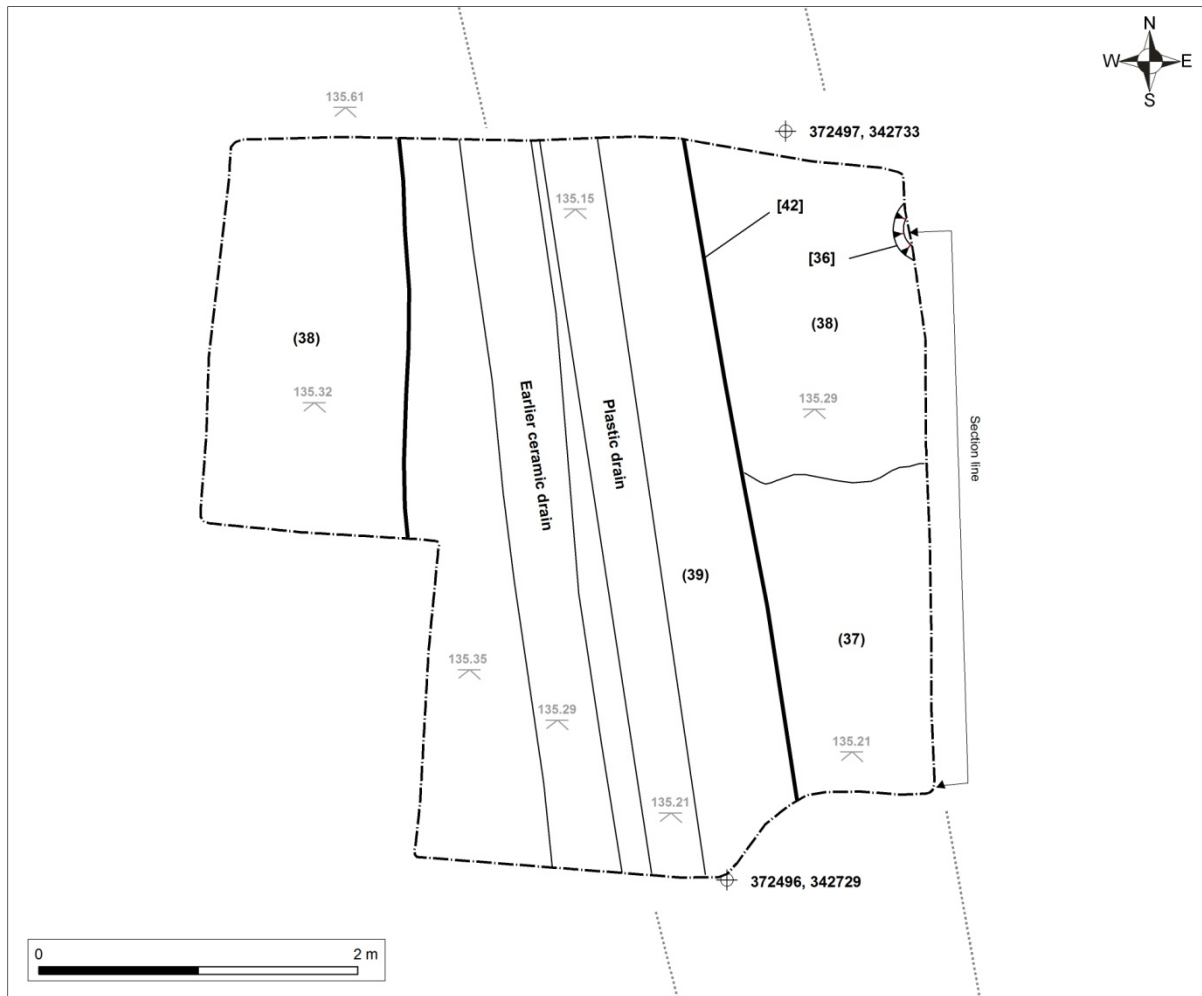 N
W E
S
135.61
372497, 342733
135.15
[42]
[36]
(38)
(38)
135.32
135.29
Earlier ceramic drain
Plastic drain
Section line
(39)
(37)
135.35
135.29
135.21
135.21
372496, 342729
0 2 m